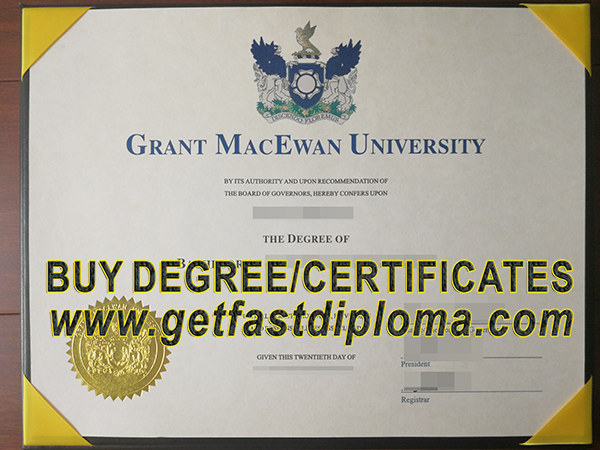 GRANT MACEWAN UNIVERSITY
BY ITS AUTHORITY AND UPON RECOMMENDATION OF
THE BOARD OF GOVERNORS, HEREBY CONFERS UPON
THE DEGREE OF
BUY DEGREE/CERTIFICATES
www.getfastdiploma.com
GIVEN THIS TWENTIETH DAY OF
President
Registrar